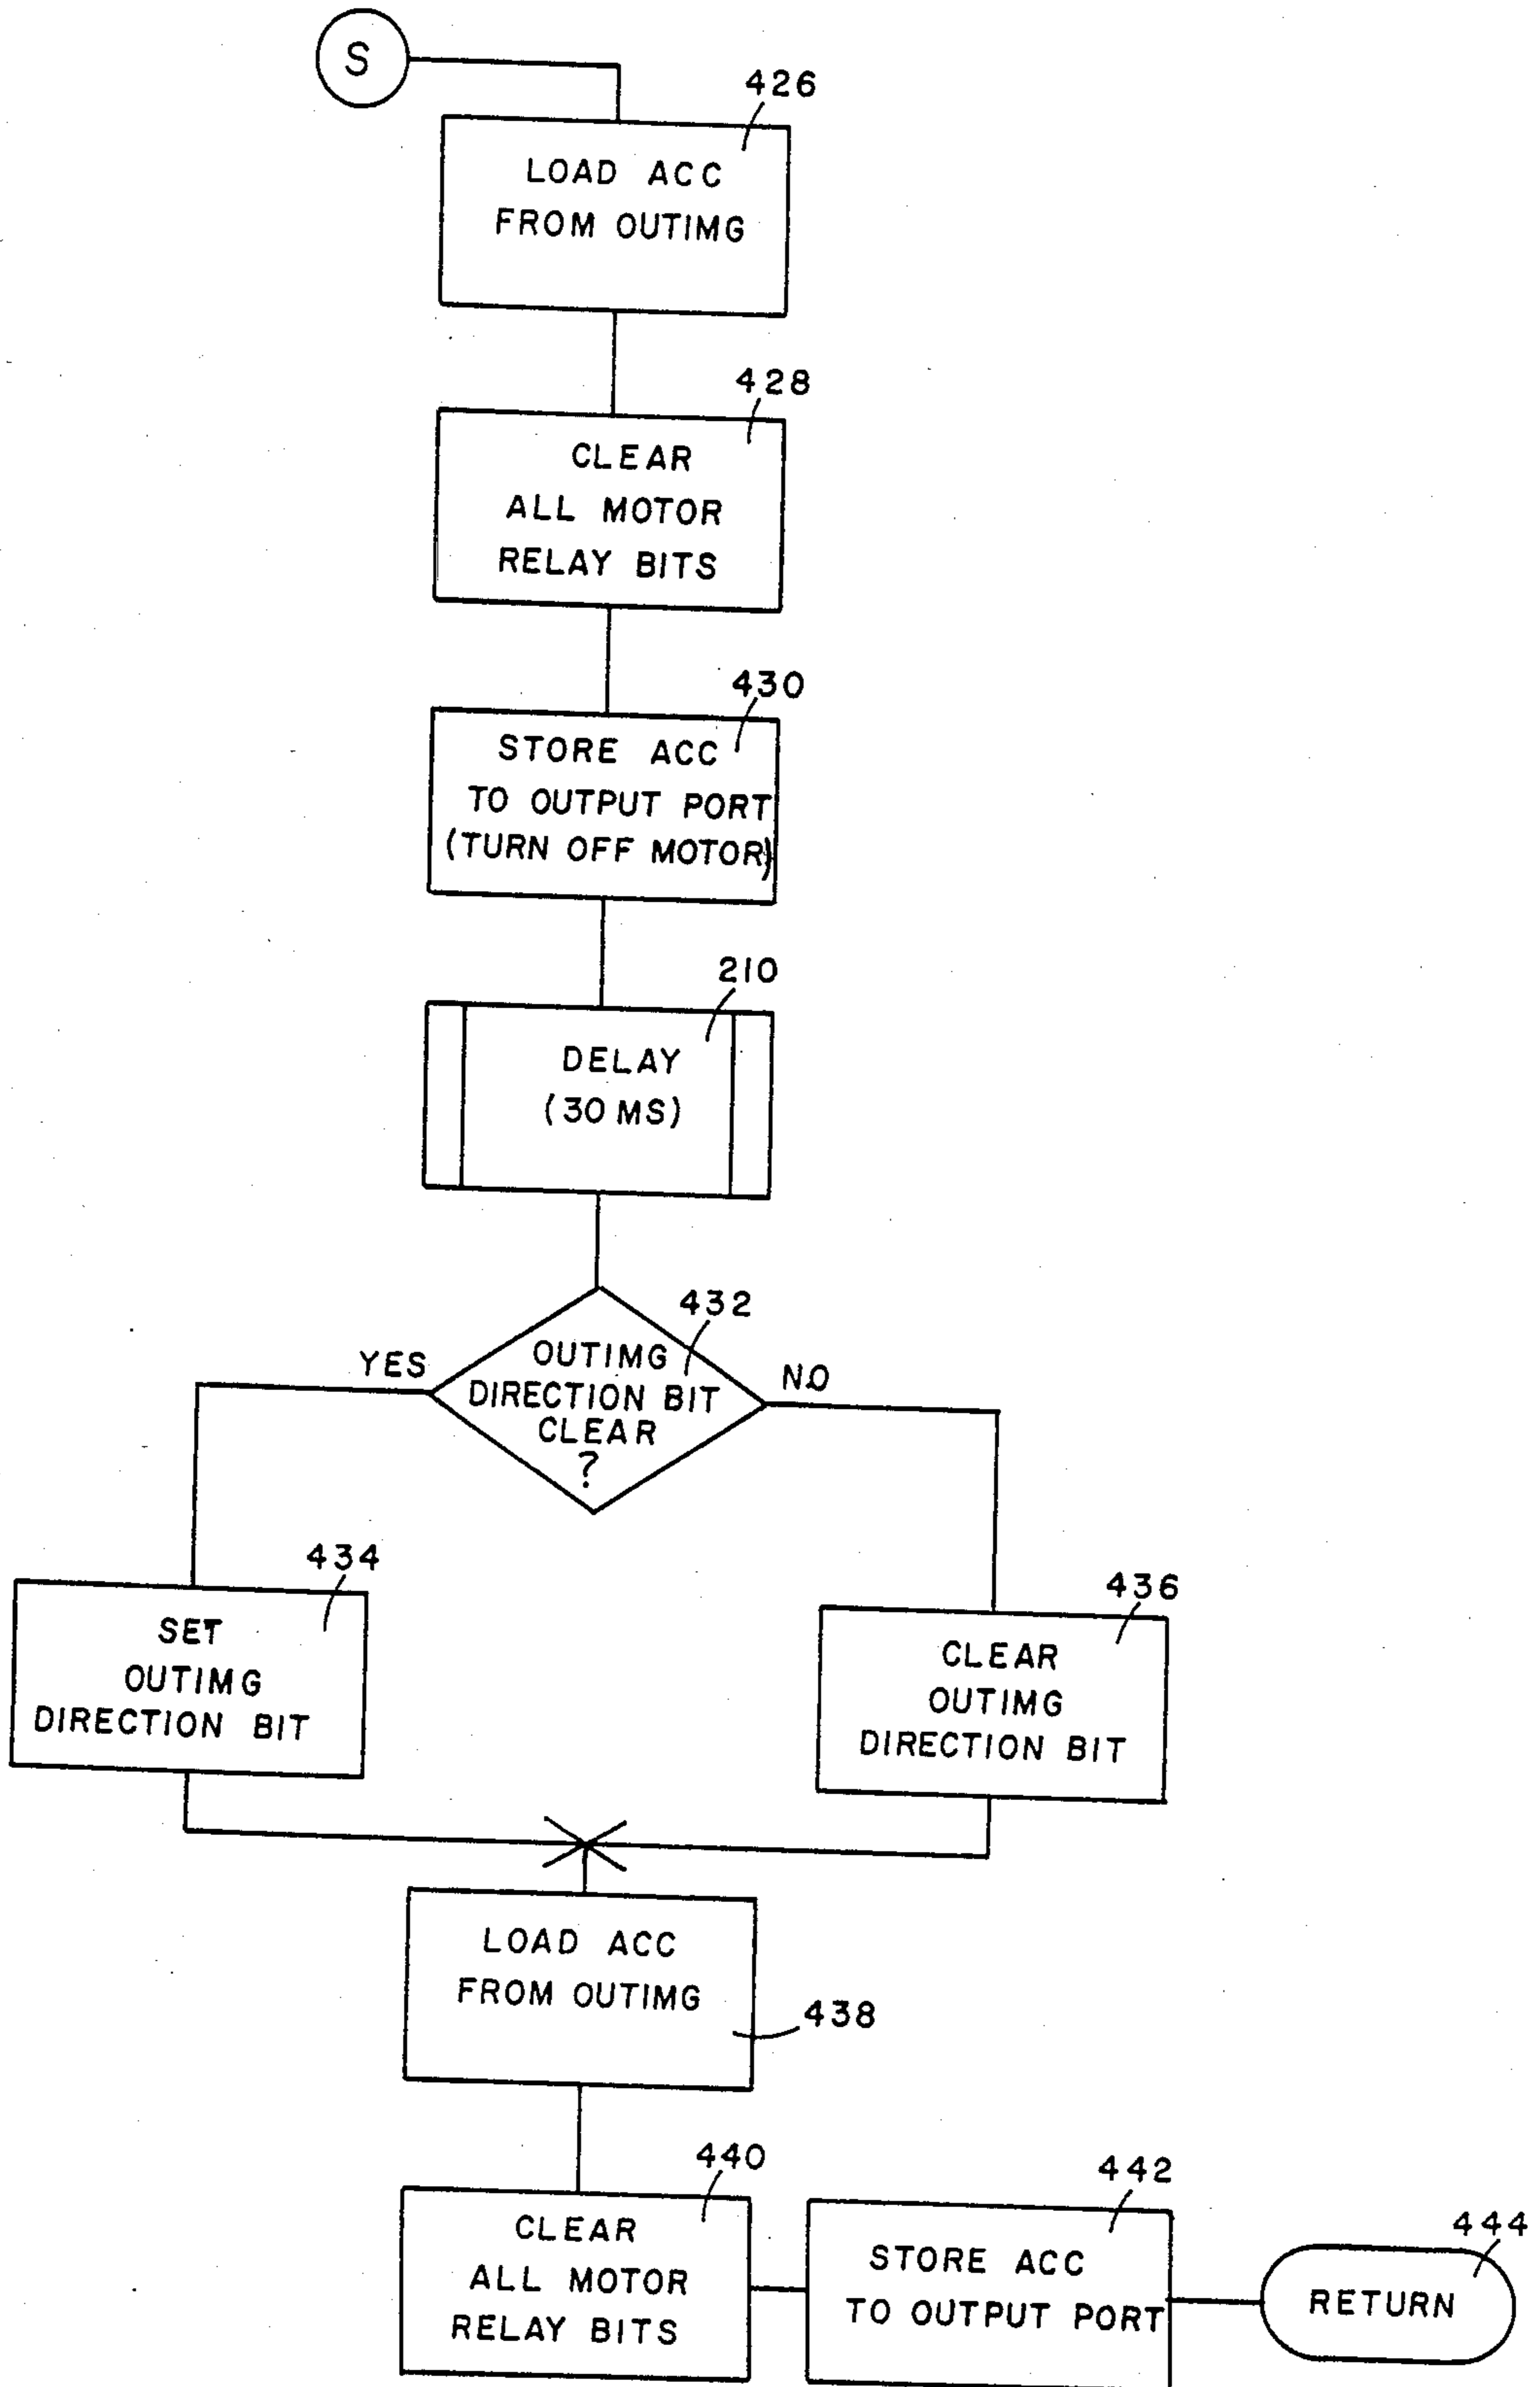 S
426
LOAD ACC
FROM OUTIMG
428
CLEAR
ALL MOTOR
RELAY BITS
430
STORE ACC
TO OUTPUT PORT
(TURN OFF MOTOR)
210
DELAY
(30 MS)
432
OUTIMG
DIRECTION BIT
CLEAR
?
YES
NO
434
SET
OUTIMG
DIRECTION BIT
436
CLEAR
OUTIMG
DIRECTION BIT
LOAD ACC
FROM OUTIMG
438
440
CLEAR
ALL MOTOR
RELAY BITS
442
STORE ACC
TO OUTPUT PORT
444
RETURN